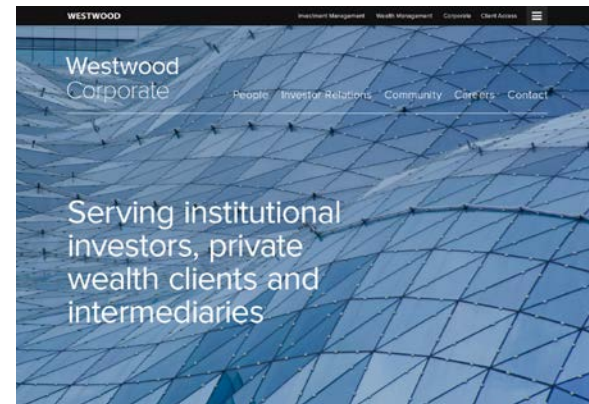 WESTWOOD Investment Management Wealth Management Corporate Client Access
Westwood
Corporate
People Investor Relations Community Careers Contact
Serving institutional
investors, private
wealth clients and
intermediaries